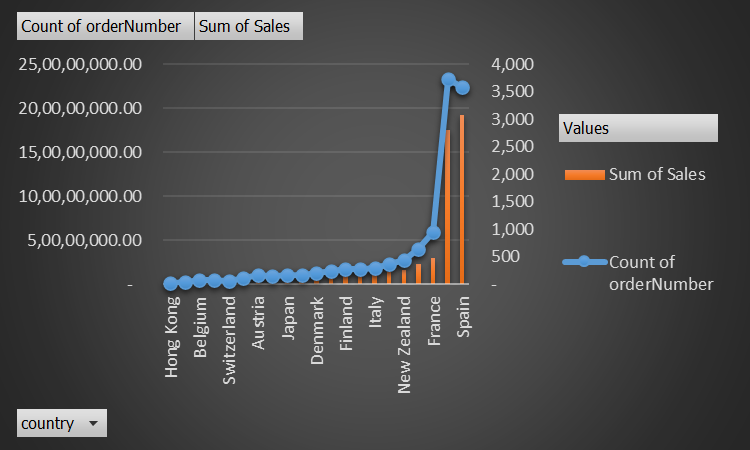 Count of orderNumber
Sum of Sales
25,00,00,000.00
20,00,00,000.00
15,00,00,000.00
10,00,00,000.00
5,00,00,000.00
-
4,000
3,500
3,000
2,500
2,000
1,500
1,000
500
-
Hong Kong
Belgium
Switzerland
Austria
Japan
Denmark
Finland
Italy
New Zealand
France
Spain
Values
Sum of Sales
Count of
orderNumber
country